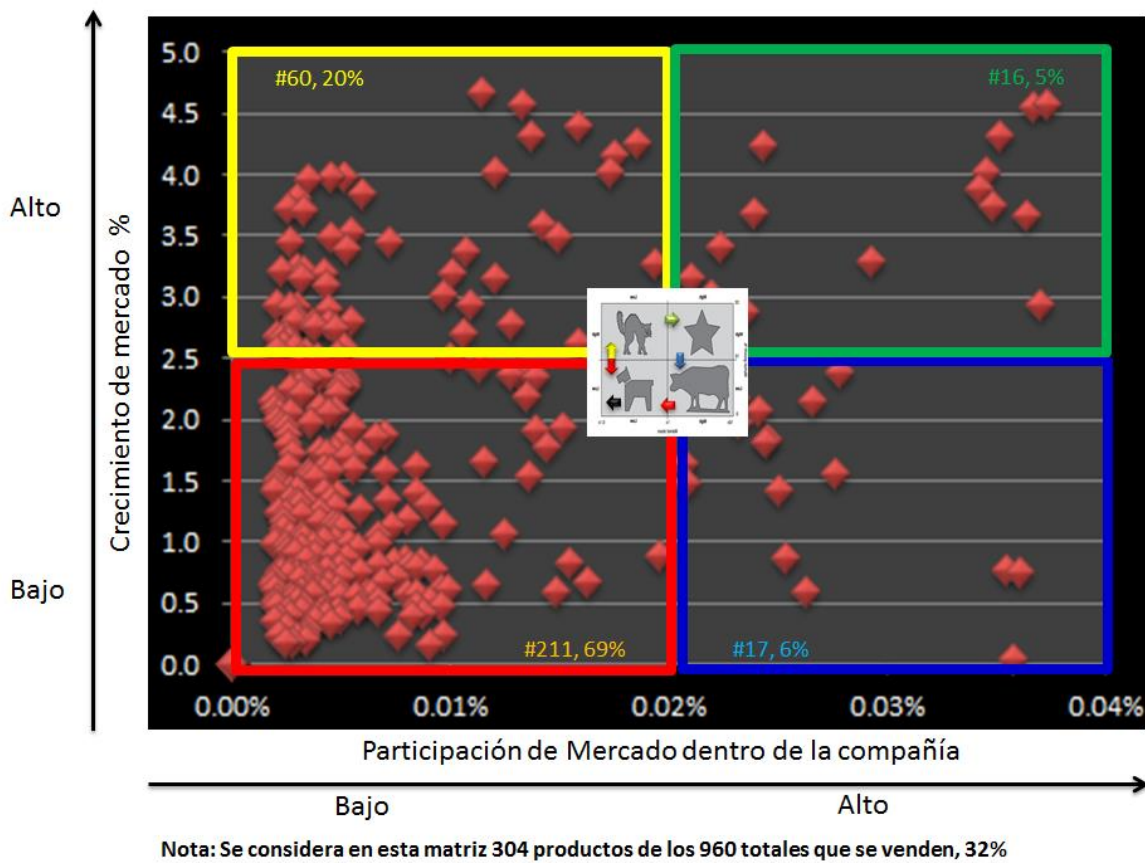 5.0
#60, 20%
#16, 5%
4.5
4.0
Alto
3.5
3.0
Crecimiento de mercado %
2.5
2.0
1.5
1.0
Bajo
0.5
#211, 69%
#17, 6%
0.0
0.00%
0.01%
0.02%
0.03%
0.04%
Participación de Mercado dentro de la compañía
Bajo
Alto
Nota: Se considera en esta matriz 304 productos de los 960 totales que se venden, 32%